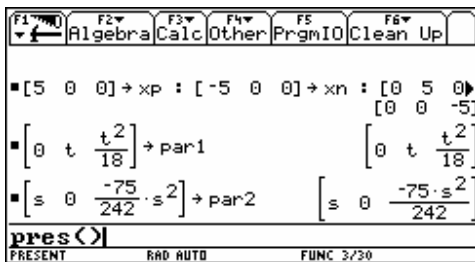 F1 F2 F3 F4 F5 F6
Algebra Calc Other PrgmIO Clean Up
▪[5 0 0]→xp : [-5 0 0]→xn : [0 5 0▶
[0 0 -5]
▪[0 t t²/18]→par1 [0 t t²/18]
▪[s 0 -75/242·s²]→par2 [s 0 -75·s²/242]
pres()
PRESENT RAD AUTO FUNC 3/30